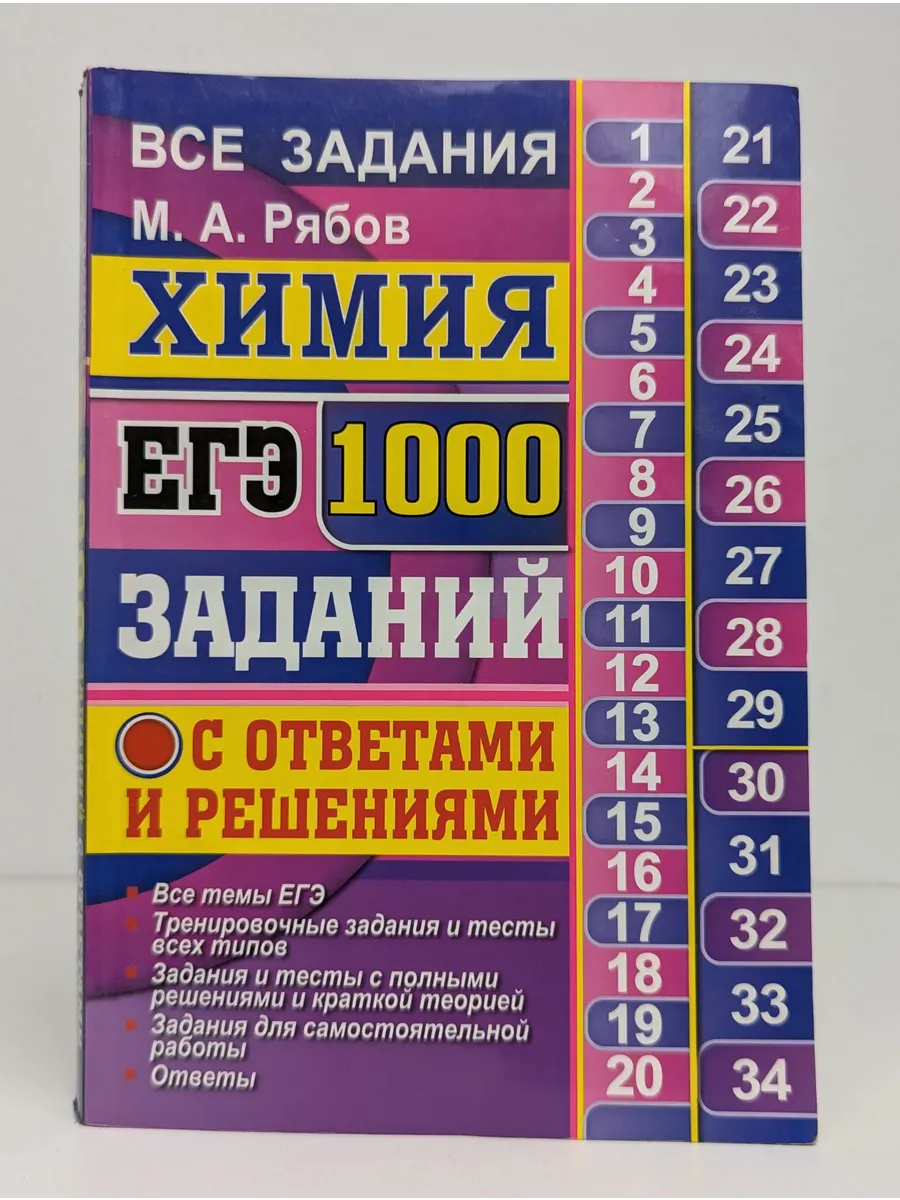 ВСЕ ЗАДАНИЯ
М. А. Рябов
ХИМИЯ
ЕГЭ 1000
ЗАДАНИЙ
С ОТВЕТАМИ
И РЕШЕНИЯМИ
Все темы ЕГЭ
Тренировочные задания и тесты
всех типов
Задания и тесты с полными
решениями и краткой теорией
Задания для самостоятельной
работы
Ответы
1
2
3
4
5
6
7
8
9
10
11
12
13
14
15
16
17
18
19
20
21
22
23
24
25
26
27
28
29
30
31
32
33
34